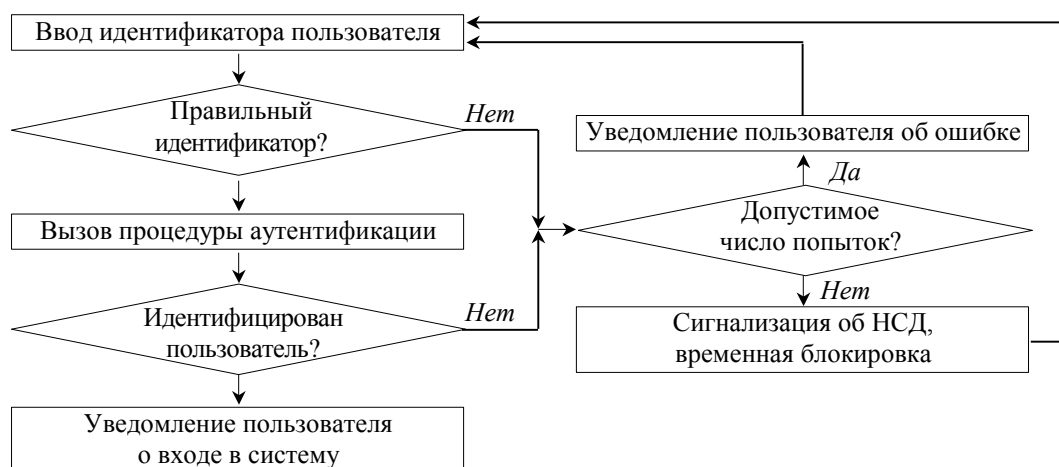 Ввод идентификатора пользователя
Правильный
идентификатор?
Нет
Вызов процедуры аутентификации
Идентифицирован
пользователь?
Нет
Уведомление пользователя
о входе в систему
Уведомление пользователя об ошибке
Да
Допустимое
число попыток?
Нет
Сигнализация об НСД,
временная блокировка